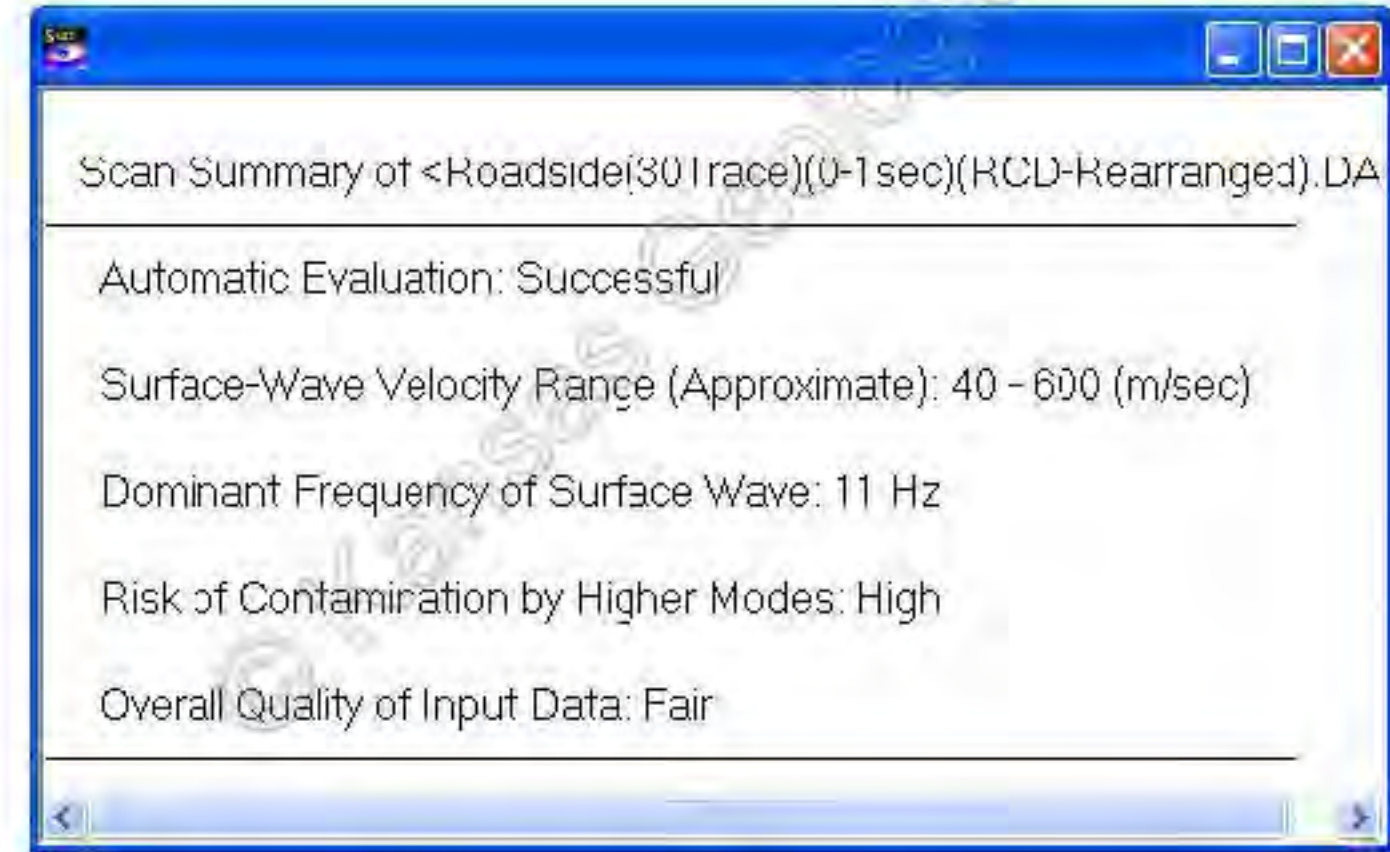 Scan Summary of <Roadside(30Trace)(0-1sec)(RCD-Rearranged).DA
Automatic Evaluation: Successful
Surface-Wave Velocity Range (Approximate): 40 - 600 (m/sec)
Dominant Frequency of Surface Wave: 11 Hz
Risk of Contamination by Higher Modes: High
Overall Quality of Input Data: Fair
© Kansas